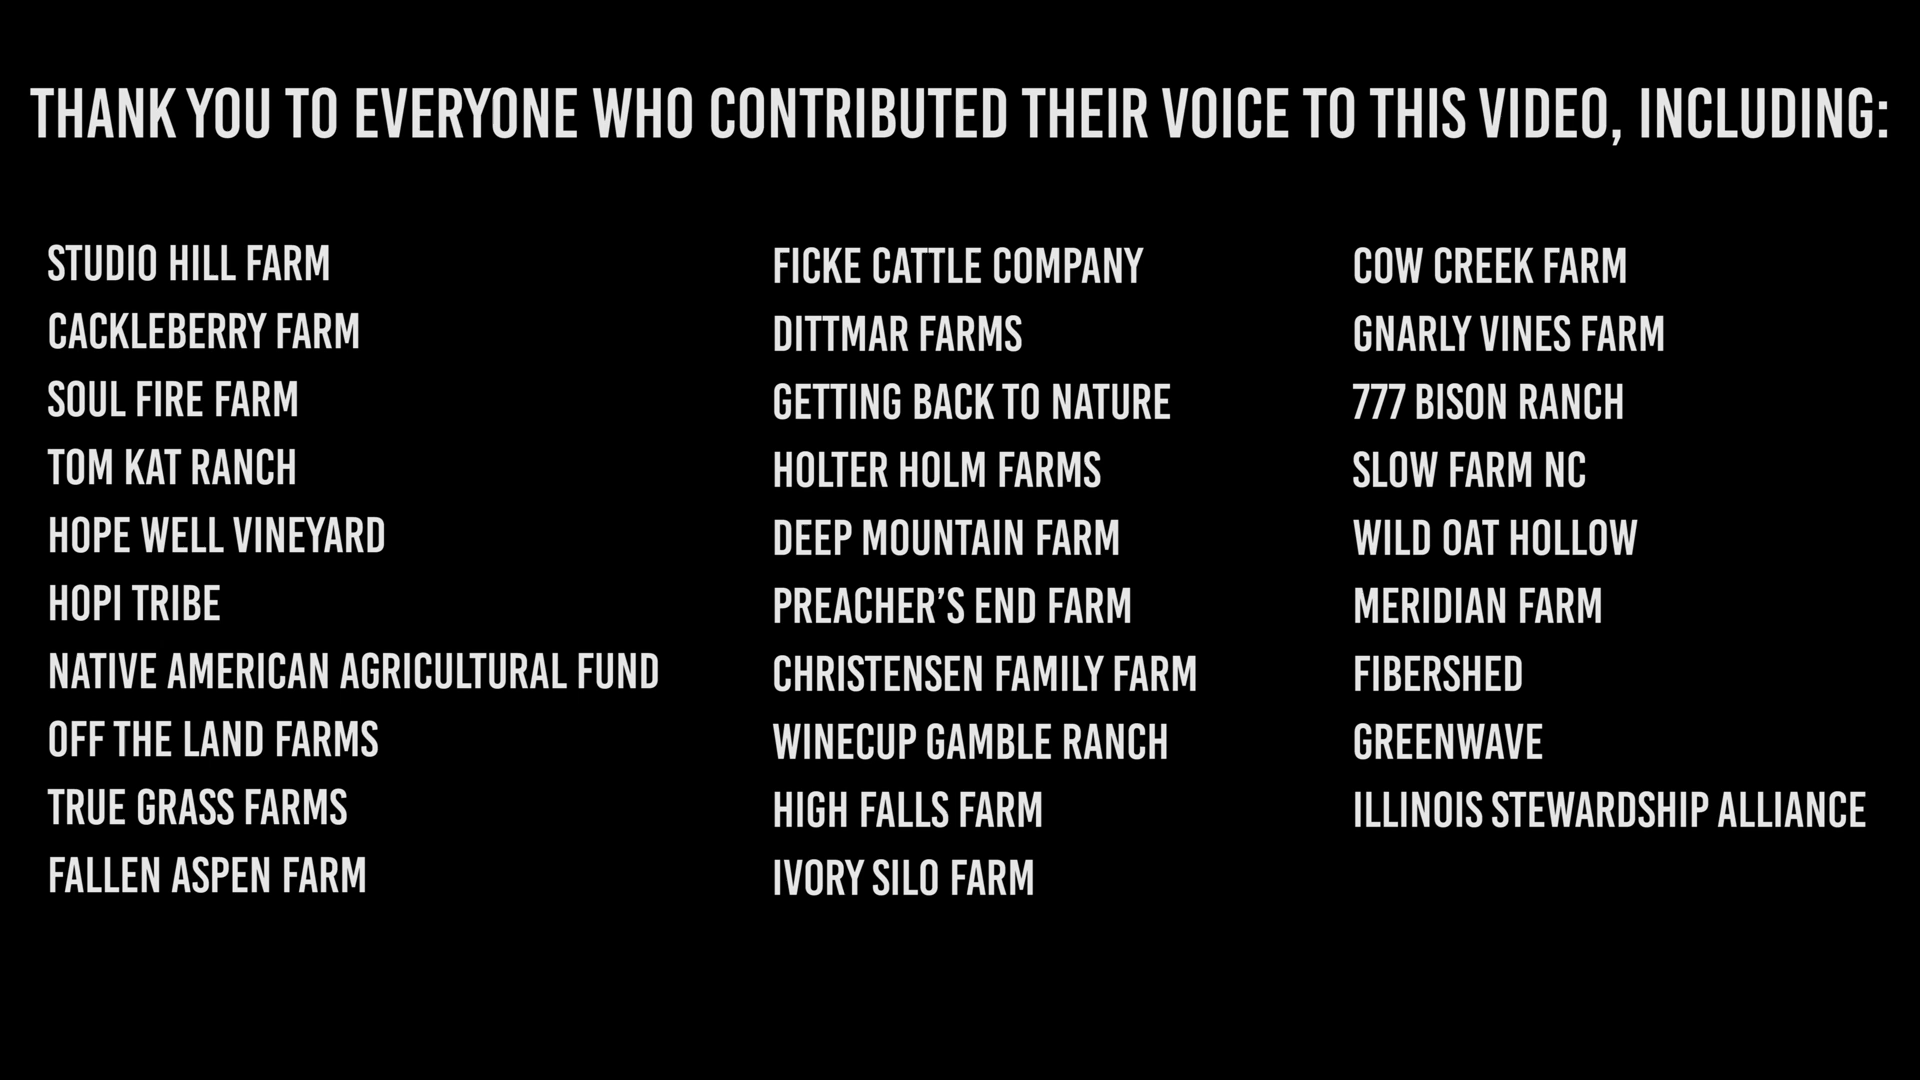 THANK YOU TO EVERYONE WHO CONTRIBUTED THEIR VOICE TO THIS VIDEO, INCLUDING:
STUDIO HILL FARM
CACKLEBERRY FARM
SOUL FIRE FARM
TOM KAT RANCH
HOPE WELL VINEYARD
HOPI TRIBE
NATIVE AMERICAN AGRICULTURAL FUND
OFF THE LAND FARMS
TRUE GRASS FARMS
FALLEN ASPEN FARM
FICKE CATTLE COMPANY
DITTMAR FARMS
GETTING BACK TO NATURE
HOLTER HOLM FARMS
DEEP MOUNTAIN FARM
PREACHER’S END FARM
CHRISTENSEN FAMILY FARM
WINECUP GAMBLE RANCH
HIGH FALLS FARM
IVORY SILO FARM
COW CREEK FARM
GNARLY VINES FARM
777 BISON RANCH
SLOW FARM NC
WILD OAT HOLLOW
MERIDIAN FARM
FIBERSHED
GREENWAVE
ILLINOIS STEWARDSHIP ALLIANCE